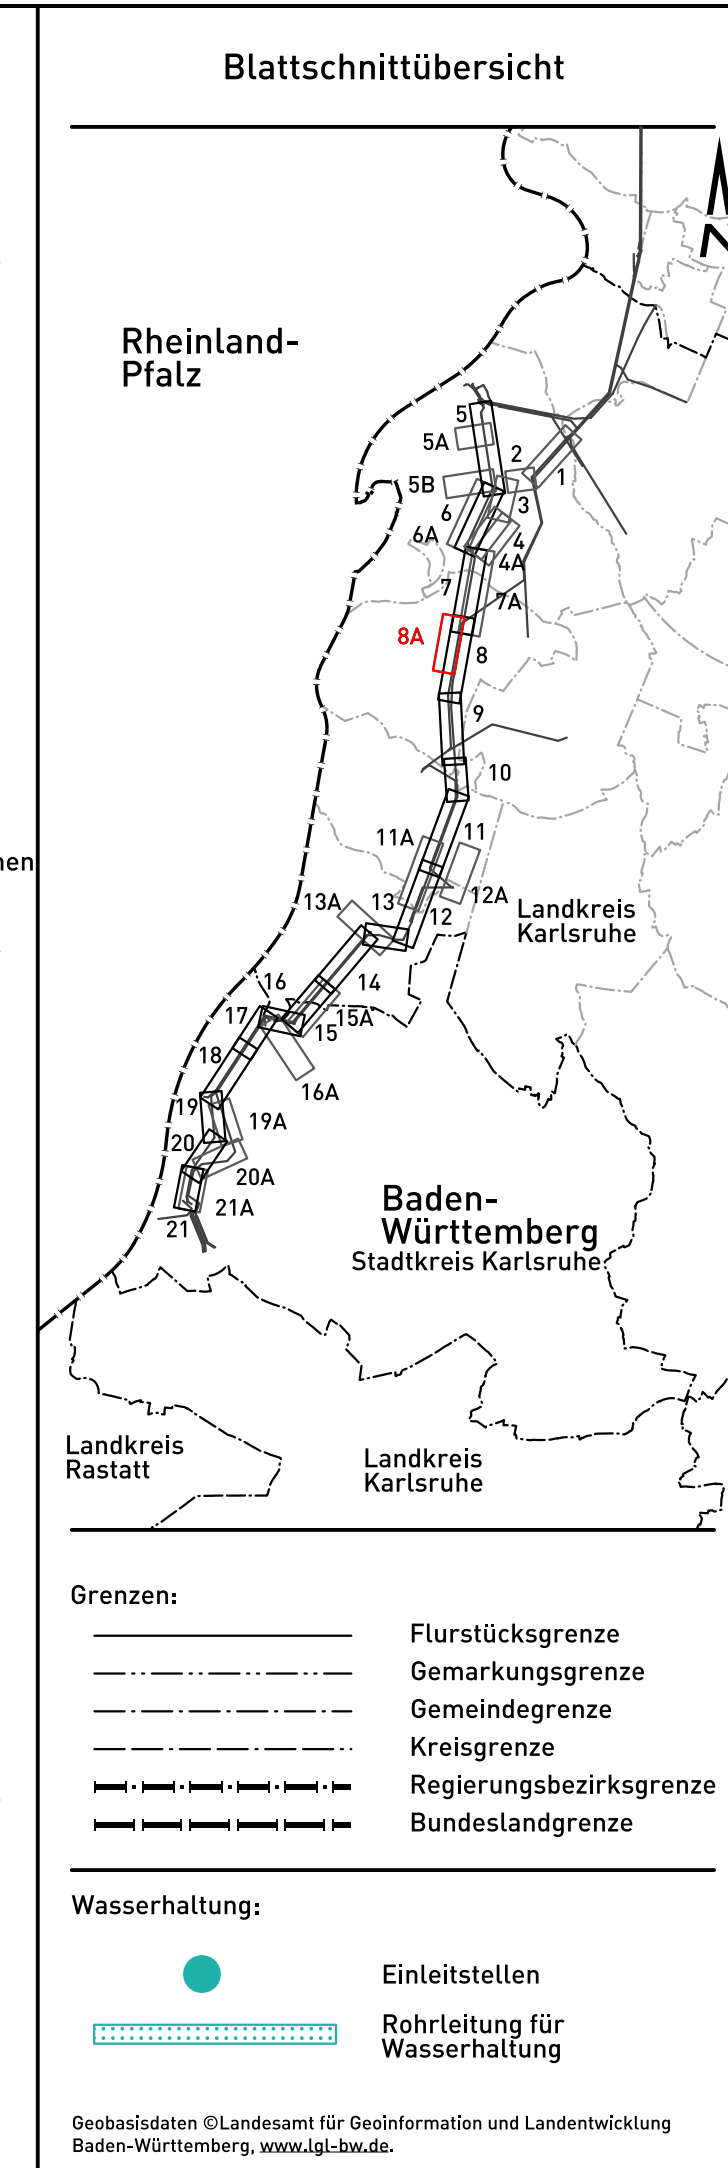 Blattschnittübersicht
N
Rheinland-
Pfalz
5
5A
2
1
5B
3
6
6A
4
4A
7
7A
8A
8
9
10
11A
11
13A
13
12
12A
Landkreis
Karlsruhe
16
14
17
15A
15
18
16A
19
19A
20
20A
21A
21
Baden-
Württemberg
Stadtkreis Karlsruhe
Landkreis
Rastatt
Landkreis
Karlsruhe
Grenzen:
Flurstücksgrenze
Gemarkungsgrenze
Gemeindegrenze
Kreisgrenze
Regierungsbezirksgrenze
Bundeslandgrenze
Wasserhaltung:
Einleitstellen
Rohrleitung für
Wasserhaltung
Geobasisdaten ©Landesamt für Geoinformation und Landentwicklung
Baden-Württemberg, www.lgl-bw.de.